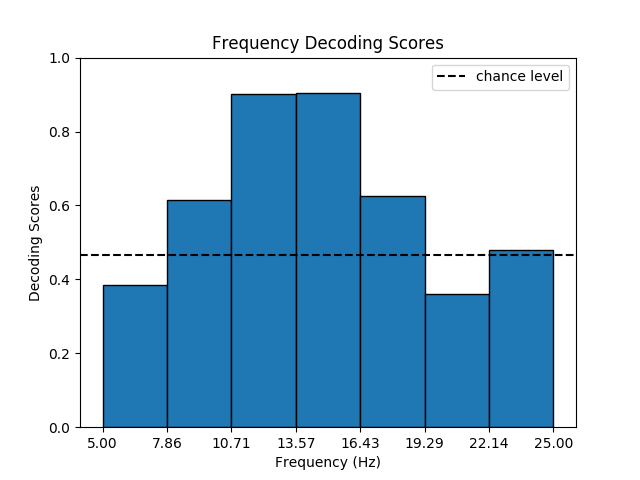 Frequency Decoding Scores
chance level
1.0
0.8
0.6
0.4
0.2
0.0
Decoding Scores
5.00 7.86 10.71 13.57 16.43 19.29 22.14 25.00
Frequency (Hz)